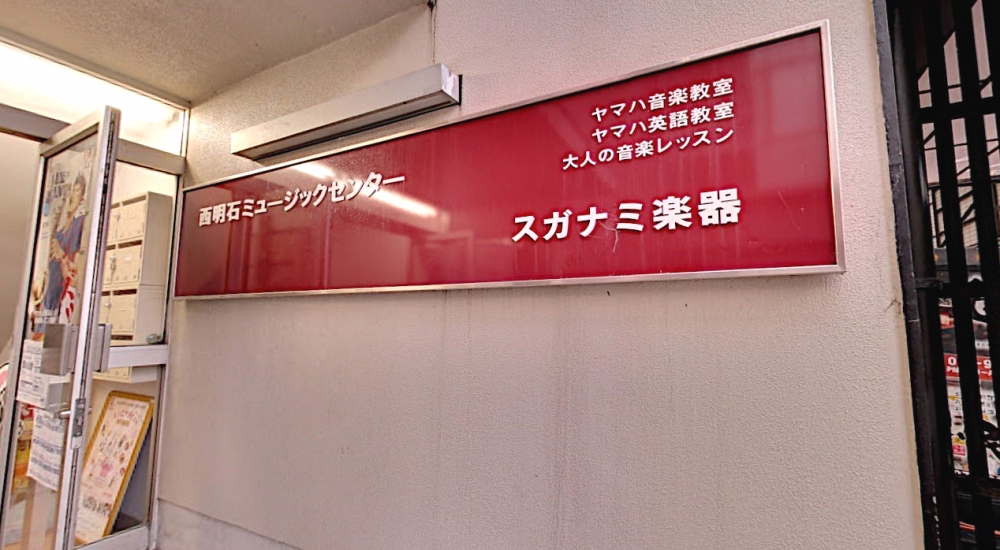 西明石ミュージックセンター
ヤマハ音楽教室
ヤマハ英語教室
大人の音楽レッスン
スガナミ楽器